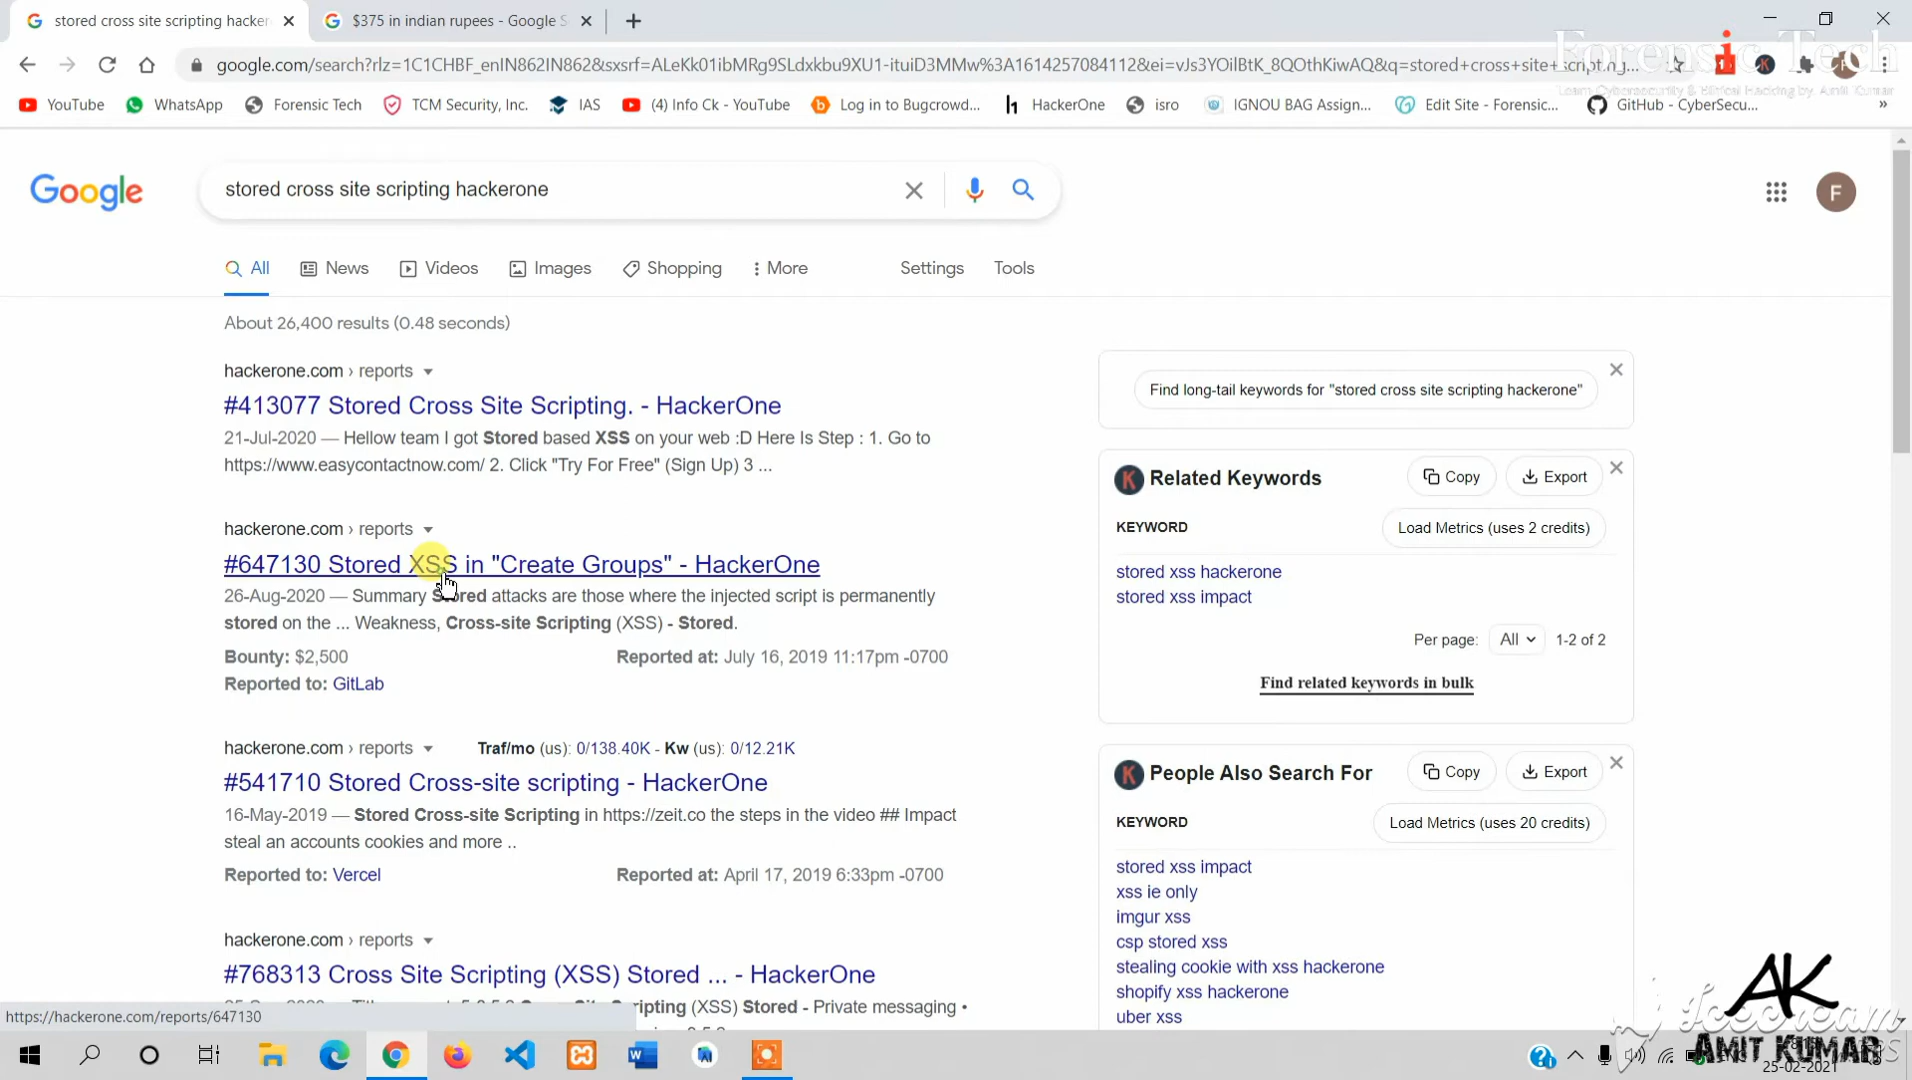 stored cross site scripting hacker
$375 in indian rupees - Google S
Forensic Tech
google.com/search?rlz=1C1CHBF_enIN862IN862&sxsrf=ALeKk01ibMRg9SLdxkbu9XU1-ituiD3MMw%3A1614257084112&ei=vJs3YOilBtK_8QOthKiwAQ&q=stored+cross+site+scripting...
Learn Cybersecurity & Ethical Hacking by Amit Kumar
YouTube WhatsApp Forensic Tech TCM Security, Inc. IAS (4) Info Ck - YouTube Log in to Bugcrowd... HackerOne isro IGNOU BAG Assign... Edit Site - Forensic... GitHub - CyberSecu... »
Google
stored cross site scripting hackerone
F
All News Videos Images Shopping More Settings Tools
About 26,400 results (0.48 seconds)
hackerone.com › reports
#413077 Stored Cross Site Scripting. - HackerOne
21-Jul-2020 — Hellow team I got Stored based XSS on your web :D Here Is Step : 1. Go to
https://www.easycontactnow.com/ 2. Click "Try For Free" (Sign Up) 3 ...
hackerone.com › reports
#647130 Stored XSS in "Create Groups" - HackerOne
26-Aug-2020 — Summary Stored attacks are those where the injected script is permanently
stored on the ... Weakness, Cross-site Scripting (XSS) - Stored.
Bounty: $2,500 Reported at: July 16, 2019 11:17pm -0700
Reported to: GitLab
hackerone.com › reports Traf/mo (us): 0/138.40K - Kw (us): 0/12.21K
#541710 Stored Cross-site scripting - HackerOne
16-May-2019 — Stored Cross-site Scripting in https://zeit.co the steps in the video ## Impact
steal an accounts cookies and more ..
Reported to: Vercel Reported at: April 17, 2019 6:33pm -0700
hackerone.com › reports
#768313 Cross Site Scripting (XSS) Stored ... - HackerOne
(XSS) Stored - Private messaging •
https://hackerone.com/reports/647130
Find long-tail keywords for "stored cross site scripting hackerone"
K Related Keywords Copy Export
KEYWORD Load Metrics (uses 2 credits)
stored xss hackerone
stored xss impact
Per page: All 1-2 of 2
Find related keywords in bulk
K People Also Search For Copy Export
KEYWORD Load Metrics (uses 20 credits)
stored xss impact
xss ie only
imgur xss
csp stored xss
stealing cookie with xss hackerone
shopify xss hackerone
uber xss
AK
Icecream
AMIT KUMAR
25-02-2021